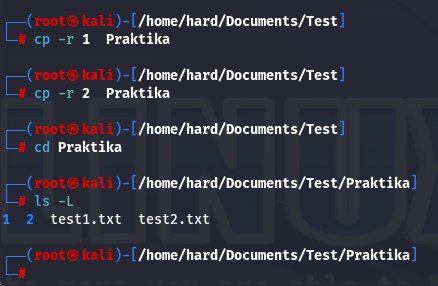 ┌──(root㉿kali)-[/home/hard/Documents/Test]
└─# cp -r 1  Praktika
┌──(root㉿kali)-[/home/hard/Documents/Test]
└─# cp -r 2  Praktika
┌──(root㉿kali)-[/home/hard/Documents/Test]
└─# cd Praktika
┌──(root㉿kali)-[/home/hard/Documents/Test/Praktika]
└─# ls -L
1  2  test1.txt  test2.txt
┌──(root㉿kali)-[/home/hard/Documents/Test/Praktika]
└─#